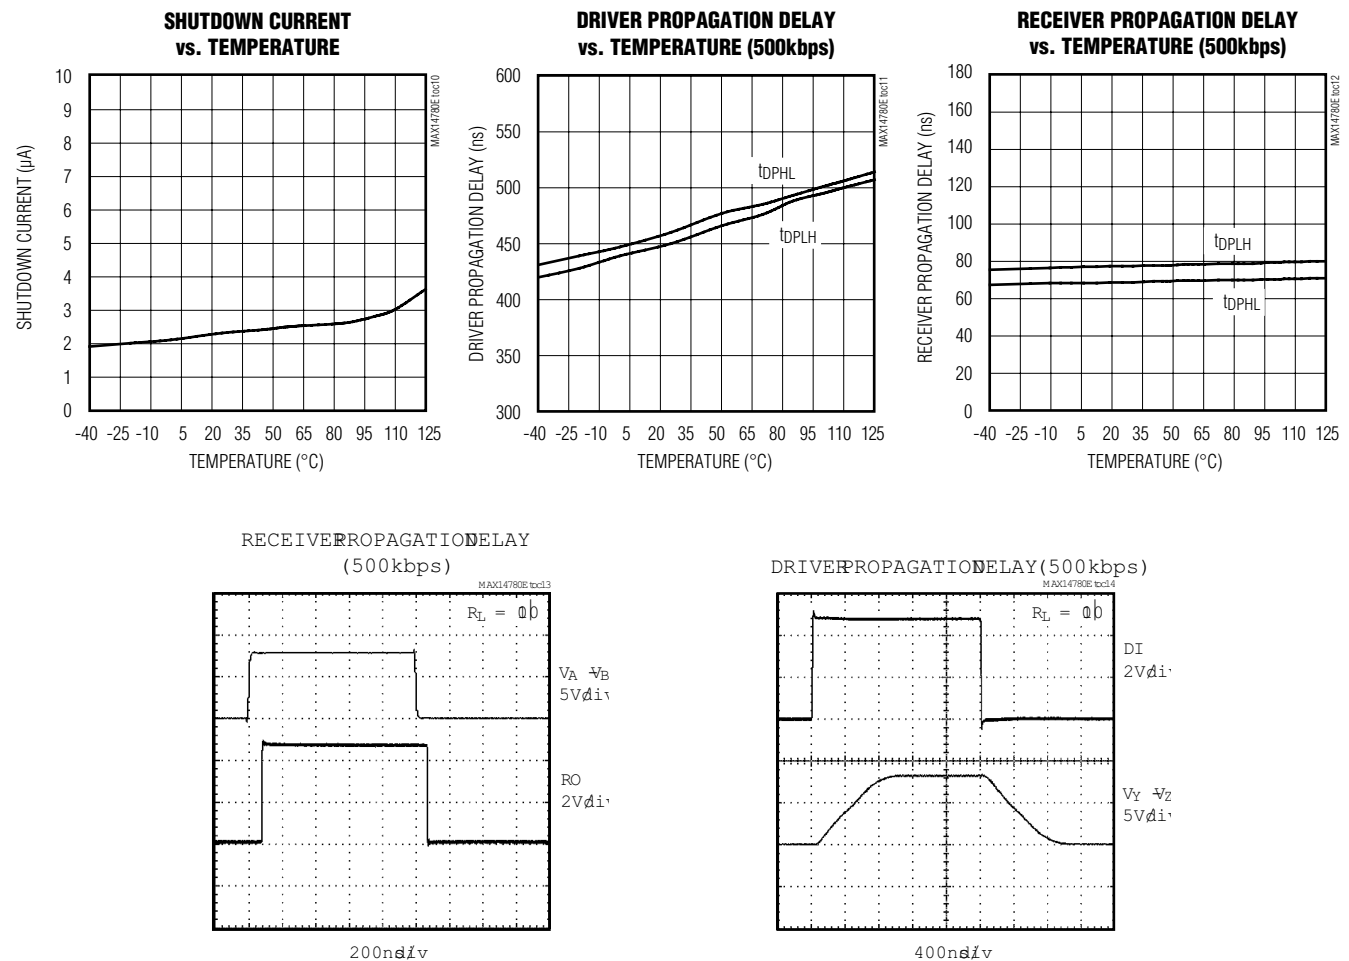 SHUTDOWN CURRENT
vs. TEMPERATURE
MAX14780E toc10
SHUTDOWN CURRENT (µA)
10
9
8
7
6
5
4
3
2
1
0
-40 -25 -10 5 20 35 50 65 80 95 110 125
TEMPERATURE (°C)
DRIVER PROPAGATION DELAY
vs. TEMPERATURE (500kbps)
MAX14780E toc11
DRIVER PROPAGATION DELAY (ns)
600
550
500
450
400
350
300
tDPHL
tDPLH
-40 -25 -10 5 20 35 50 65 80 95 110 125
TEMPERATURE (°C)
RECEIVER PROPAGATION DELAY
vs. TEMPERATURE (500kbps)
MAX14780E toc12
RECEIVER PROPAGATION DELAY (ns)
180
160
140
120
100
80
60
40
20
0
tDPLH
tDPHL
-40 -25 -10 5 20 35 50 65 80 95 110 125
TEMPERATURE (°C)
RECEIVER PROPAGATION DELAY
(500kbps)
MAX14780E toc13
RL =
VA - VB
5V/div
RO
2V/div
200ns/div
DRIVER PROPAGATION DELAY (500kbps)
MAX14780E toc14
RL =
DI
2V/div
VY - VZ
5V/div
400ns/div